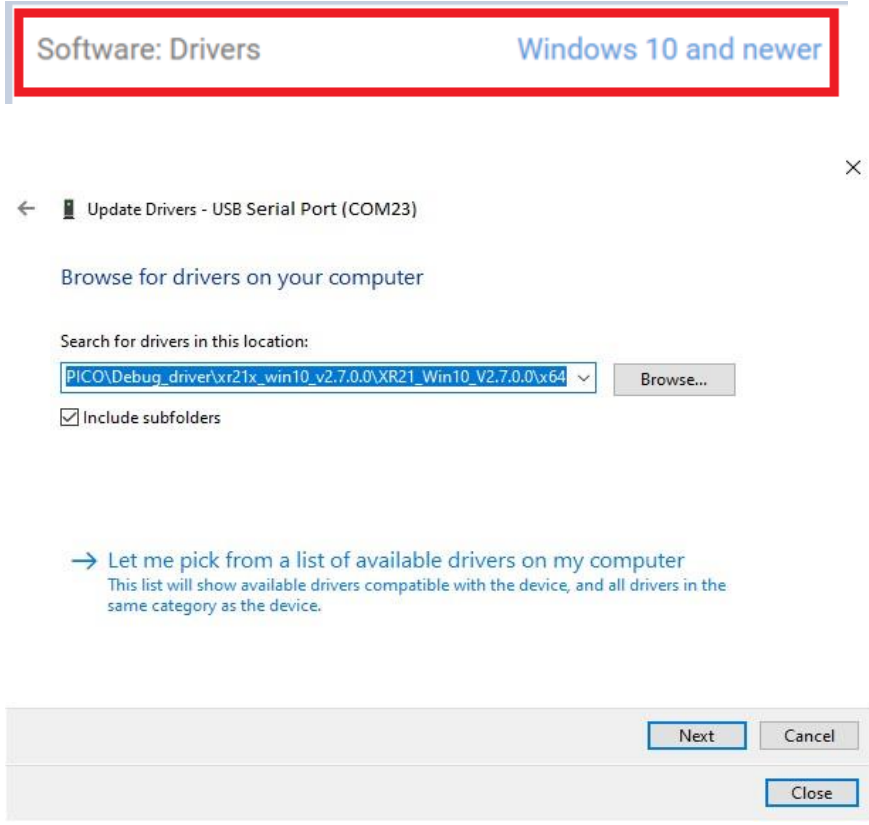 Software: Drivers Windows 10 and newer
Update Drivers - USB Serial Port (COM23)
Browse for drivers on your computer
Search for drivers in this location:
PICO\Debug_driver\xr21x_win10_v2.7.0.0\XR21_Win10_V2.7.0.0\x64
Browse...
Include subfolders
Let me pick from a list of available drivers on my computer
This list will show available drivers compatible with the device, and all drivers in the
same category as the device.
Next Cancel
Close